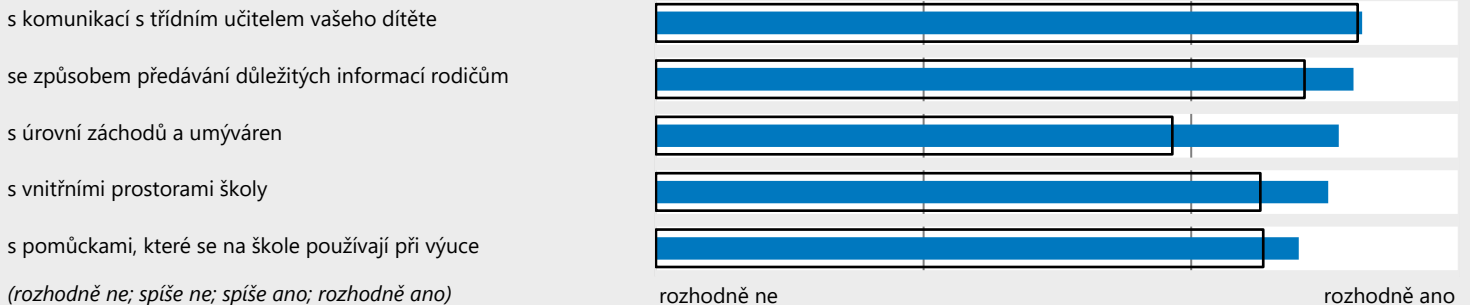 s komunikací s třídním učitelem vašeho dítěte
se způsobem předávání důležitých informací rodičům
s úrovní záchodů a umýváren
s vnitřními prostorami školy
s pomůckami, které se na škole používají při výuce
(rozhodně ne; spíše ne; spíše ano; rozhodně ano) rozhodně ne rozhodně ano